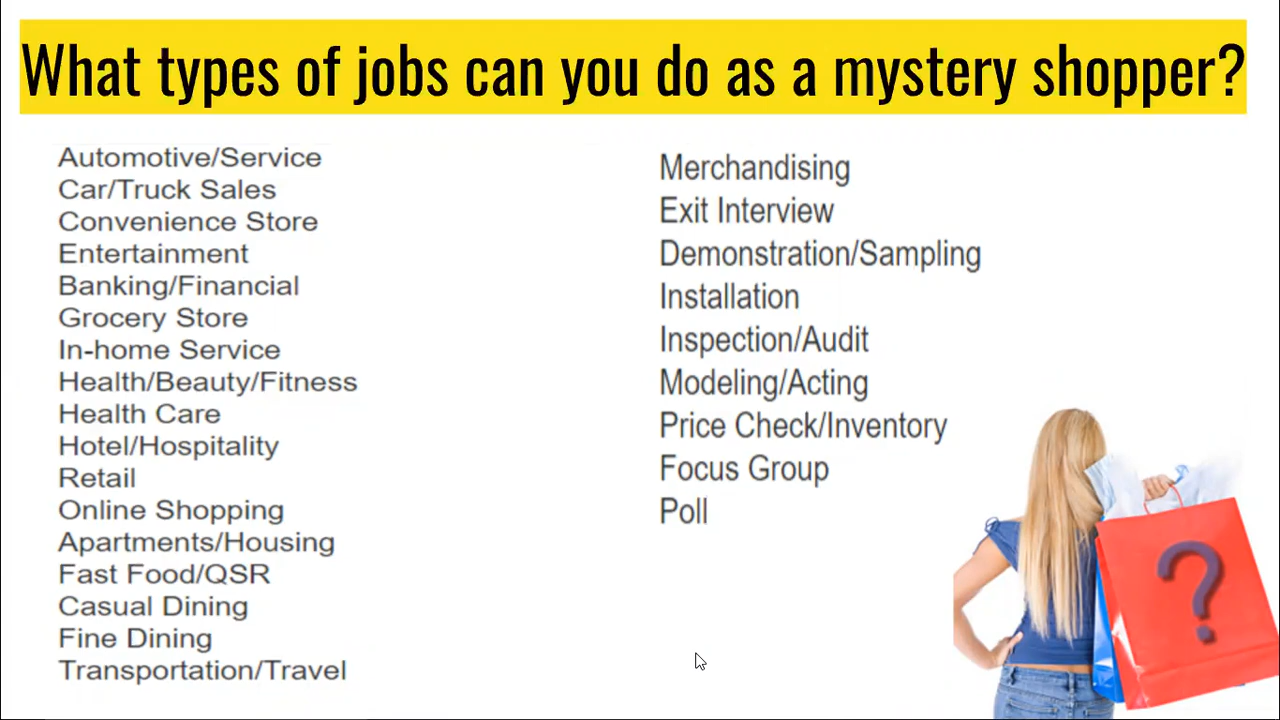 What types of jobs can you do as a mystery shopper?
Automotive/Service
Car/Truck Sales
Convenience Store
Entertainment
Banking/Financial
Grocery Store
In-home Service
Health/Beauty/Fitness
Health Care
Hotel/Hospitality
Retail
Online Shopping
Apartments/Housing
Fast Food/QSR
Casual Dining
Fine Dining
Transportation/Travel
Merchandising
Exit Interview
Demonstration/Sampling
Installation
Inspection/Audit
Modeling/Acting
Price Check/Inventory
Focus Group
Poll
?